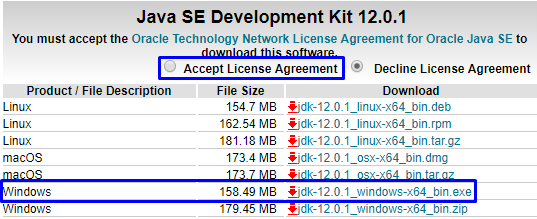 Java SE Development Kit 12.0.1
You must accept the Oracle Technology Network License Agreement for Oracle Java SE to
download this software.
Accept License Agreement Decline License Agreement
Product / File Description File Size Download
Linux 154.7 MB jdk-12.0.1_linux-x64_bin.deb
Linux 162.54 MB jdk-12.0.1_linux-x64_bin.rpm
Linux 181.18 MB jdk-12.0.1_linux-x64_bin.tar.gz
macOS 173.4 MB jdk-12.0.1_osx-x64_bin.dmg
macOS 173.7 MB jdk-12.0.1_osx-x64_bin.tar.gz
Windows 158.49 MB jdk-12.0.1_windows-x64_bin.exe
Windows 179.45 MB jdk-12.0.1_windows-x64_bin.zip